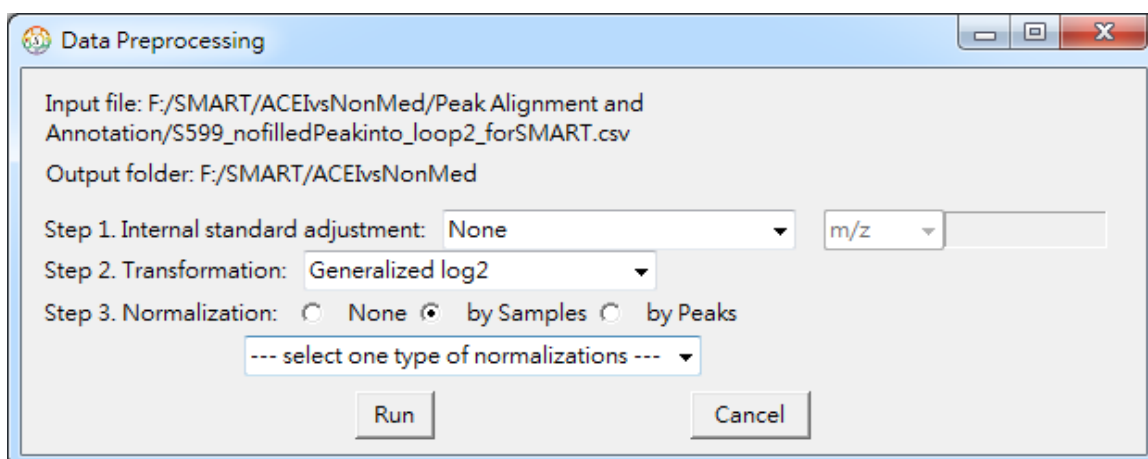 Data Preprocessing
Input file: F:/SMART/ACEIvsNonMed/Peak Alignment and
Annotation/S599_nofilledPeakinto_loop2_forSMART.csv
Output folder: F:/SMART/ACEIvsNonMed
Step 1. Internal standard adjustment: None m/z
Step 2. Transformation: Generalized log2
Step 3. Normalization: None by Samples by Peaks
--- select one type of normalizations ---
Run Cancel